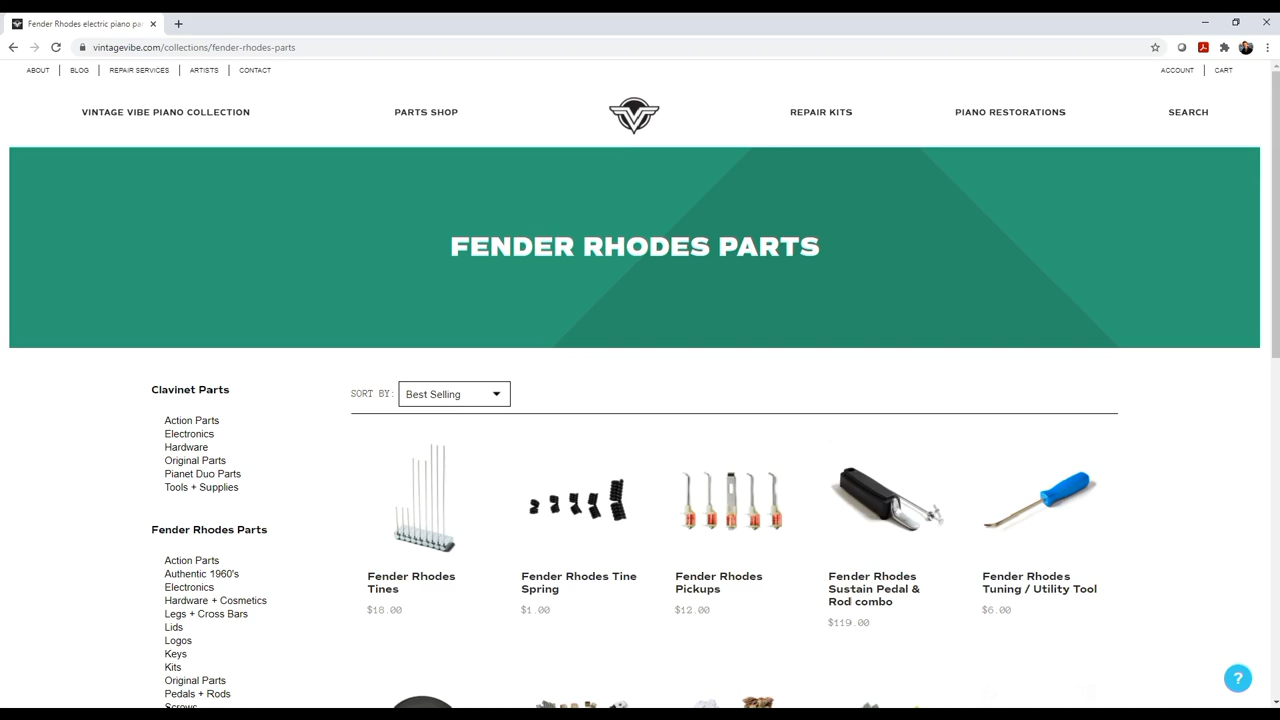 Fender Rhodes electric piano pa
vintagevibe.com/collections/fender-rhodes-parts
ABOUT
BLOG
REPAIR SERVICES
ARTISTS
CONTACT
ACCOUNT
CART
VINTAGE VIBE PIANO COLLECTION
PARTS SHOP
REPAIR KITS
PIANO RESTORATIONS
SEARCH
FENDER RHODES PARTS
Clavinet Parts
Action Parts
Electronics
Hardware
Original Parts
Pianet Duo Parts
Tools + Supplies
Fender Rhodes Parts
Action Parts
Authentic 1960's
Electronics
Hardware + Cosmetics
Legs + Cross Bars
Lids
Logos
Keys
Kits
Original Parts
Pedals + Rods
Screws
SORT BY:
Best Selling
Fender Rhodes
Tines
$18.00
Fender Rhodes Tine
Spring
$1.00
Fender Rhodes
Pickups
$12.00
Fender Rhodes
Sustain Pedal &
Rod combo
$119.00
Fender Rhodes
Tuning / Utility Tool
$6.00
?